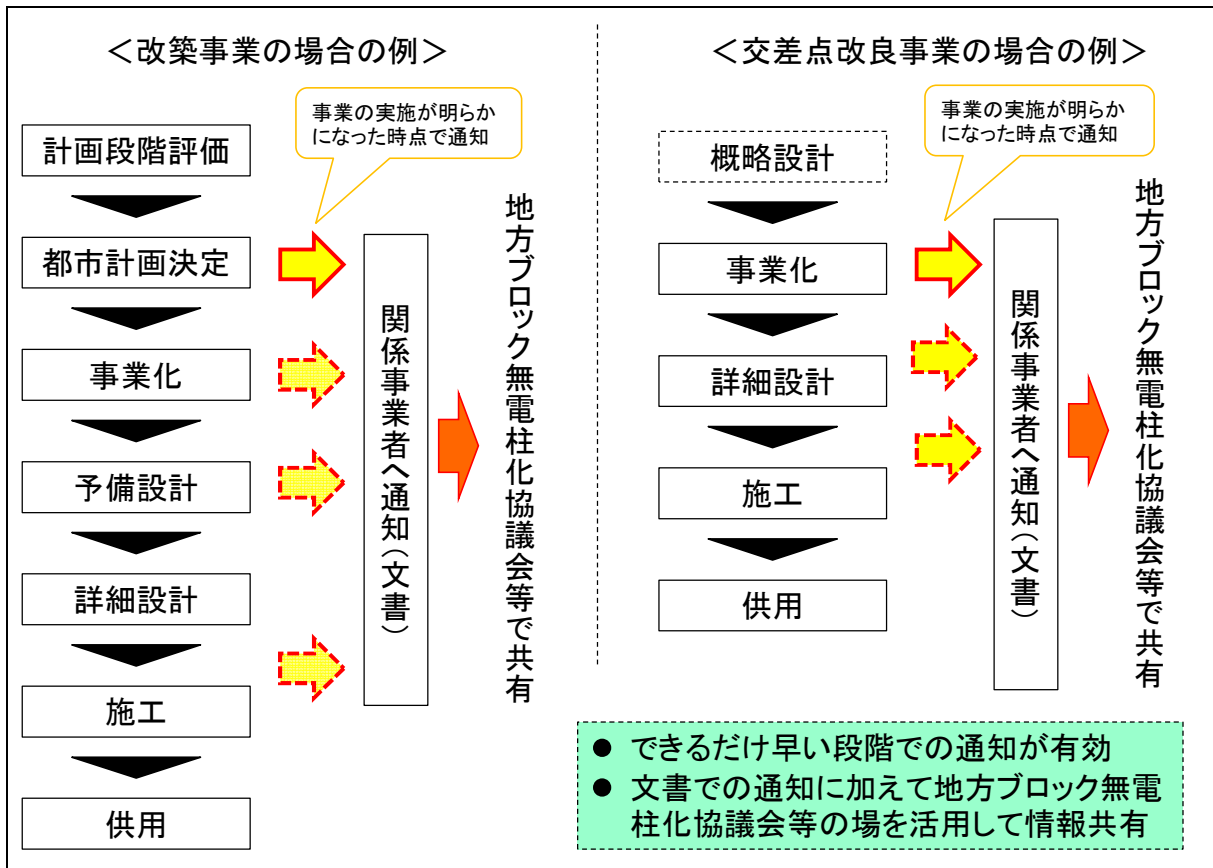 ＜改築事業の場合の例＞
事業の実施が明らか
になった時点で通知
計画段階評価
都市計画決定
事業化
予備設計
詳細設計
施工
供用
関係事業者へ通知（文書）
地方ブロック無電柱化協議会等で共有
＜交差点改良事業の場合の例＞
事業の実施が明らか
になった時点で通知
概略設計
事業化
詳細設計
施工
供用
関係事業者へ通知（文書）
地方ブロック無電柱化協議会等で共有
● できるだけ早い段階での通知が有効
● 文書での通知に加えて地方ブロック無電
柱化協議会等の場を活用して情報共有